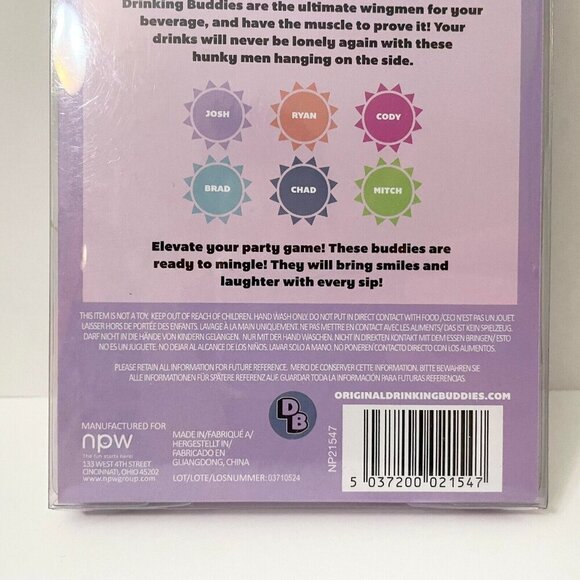 Drinking Buddies are the ultimate wingmen for your
beverage, and have the muscle to prove it! Your
drinks will never be lonely again with these
hunky men hanging on the side.
JOSH
RYAN
CODY
BRAD
CHAD
MITCH
Elevate your party game! These buddies are
ready to mingle! They will bring smiles and
laughter with every sip!
THIS ITEM IS NOT A TOY. KEEP OUT OF REACH OF CHILDREN. HAND WASH ONLY. DO NOT PUT IN DIRECT CONTACT WITH FOOD /CECI N'EST PAS UN JOUET.
LAISSER HORS DE PORTÉE DES ENFANTS. LAVAGE À LA MAIN UNIQUEMENT. NE PAS METTRE EN CONTACT AVEC LES ALIMENTS/ DAS IST KEIN SPIELZEUG.
DARF NICHT IN DIE HÄNDE VON KINDERN GELANGEN. NUR MIT DER HAND WASCHEN. NICHT IN DIREKTEN KONTAKT MIT DEM ESSEN BRINGEN/ ESTO
NO ES UN JUGUETE. NO DEJAR AL ALCANCE DE LOS NIÑOS. LAVAR SOLO A MANO. NO PONEREN CONTACTO DIRECTO CON LOS ALIMENTOS.
PLEASE RETAIN ALL INFORMATION FOR FUTURE REFERENCE. MERCI DE CONSERVER CETTE INFORMATION. BITTE BEWAHREN SIE
ALLE INFORMATIONEN FÜR SPÄTERE REFERENZ AUF. GUARDAR TODA LA INFORMACIÓN PARA FUTURAS REFERENCIAS.
ORIGINALDRINKINGBUDDIES.COM
MANUFACTURED FOR
npw
The fun starts here!
133 WEST 4TH STREET
CINCINNATI, OHIO 45202
www.npwgroup.com
MADE IN/FABRIQUÉ A/
HERGESTELLT IN/
FABRICADO EN
GUANGDONG, CHINA
LOT/LOTE/LOSNUMMER: 03710524
DB
NP21547
5 037200 021547